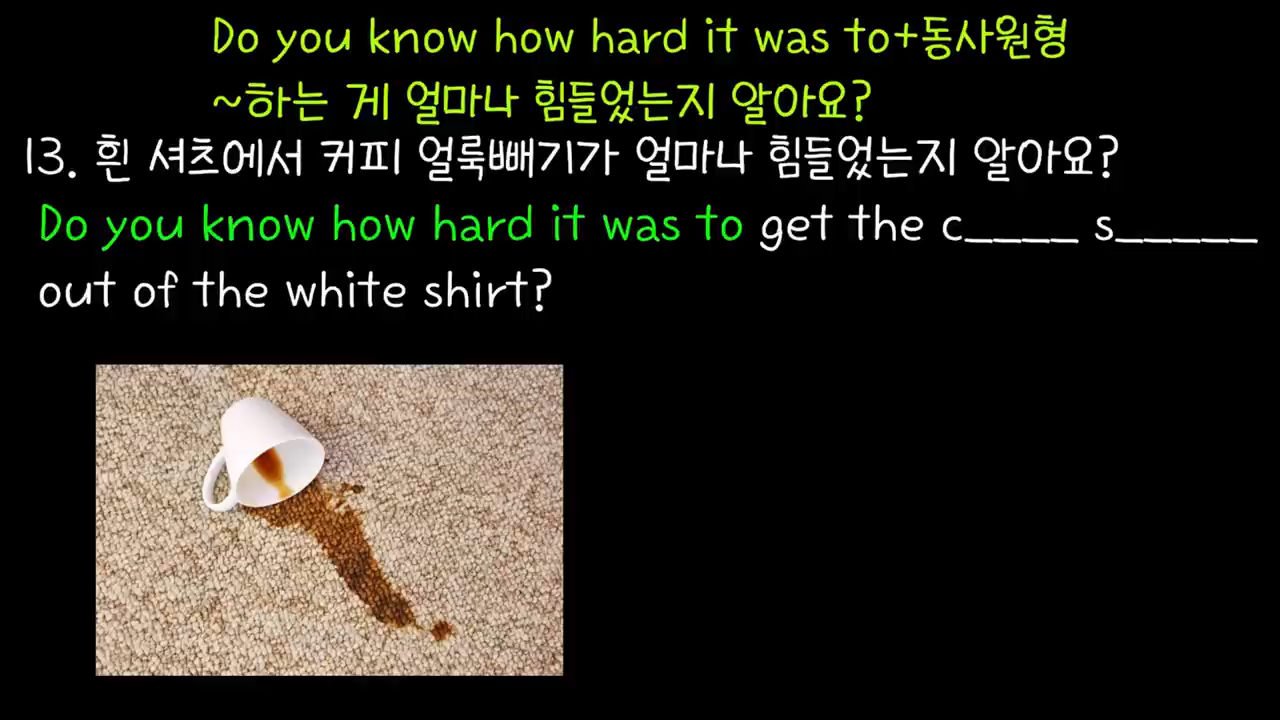 Do you know how hard it was to+동사원형
~하는 게 얼마나 힘들었는지 알아요?
13. 흰 셔츠에서 커피 얼룩빼기가 얼마나 힘들었는지 알아요?
Do you know how hard it was to get the c____ s_____
out of the white shirt?